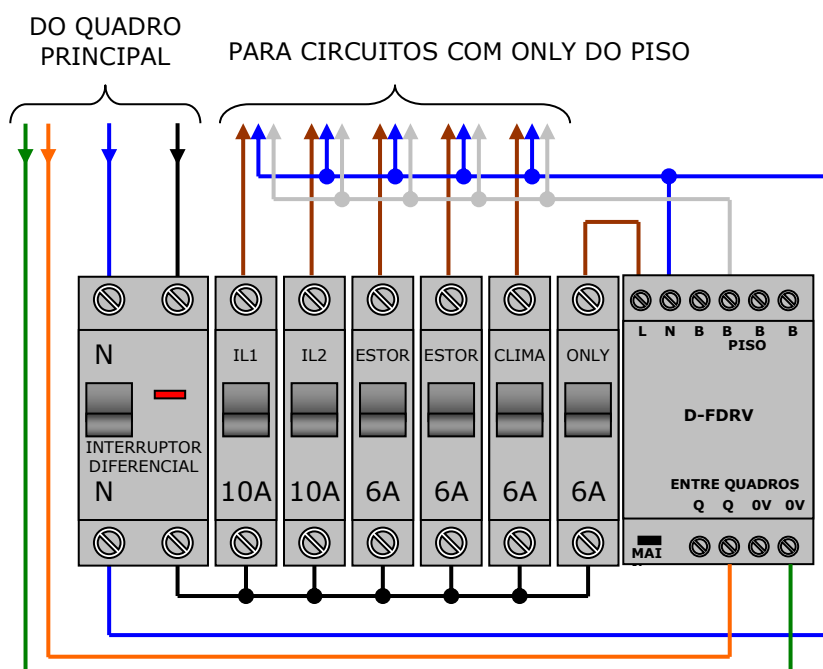 DO QUADRO
PRINCIPAL
PARA CIRCUITOS COM ONLY DO PISO
N
INTERRUPTOR
DIFERENCIAL
N
IL1
10A
IL2
10A
ESTOR
6A
ESTOR
6A
CLIMA
6A
ONLY
6A
L N B B B B
PISO
D-FDRV
ENTRE QUADROS
Q Q 0V 0V
MAI